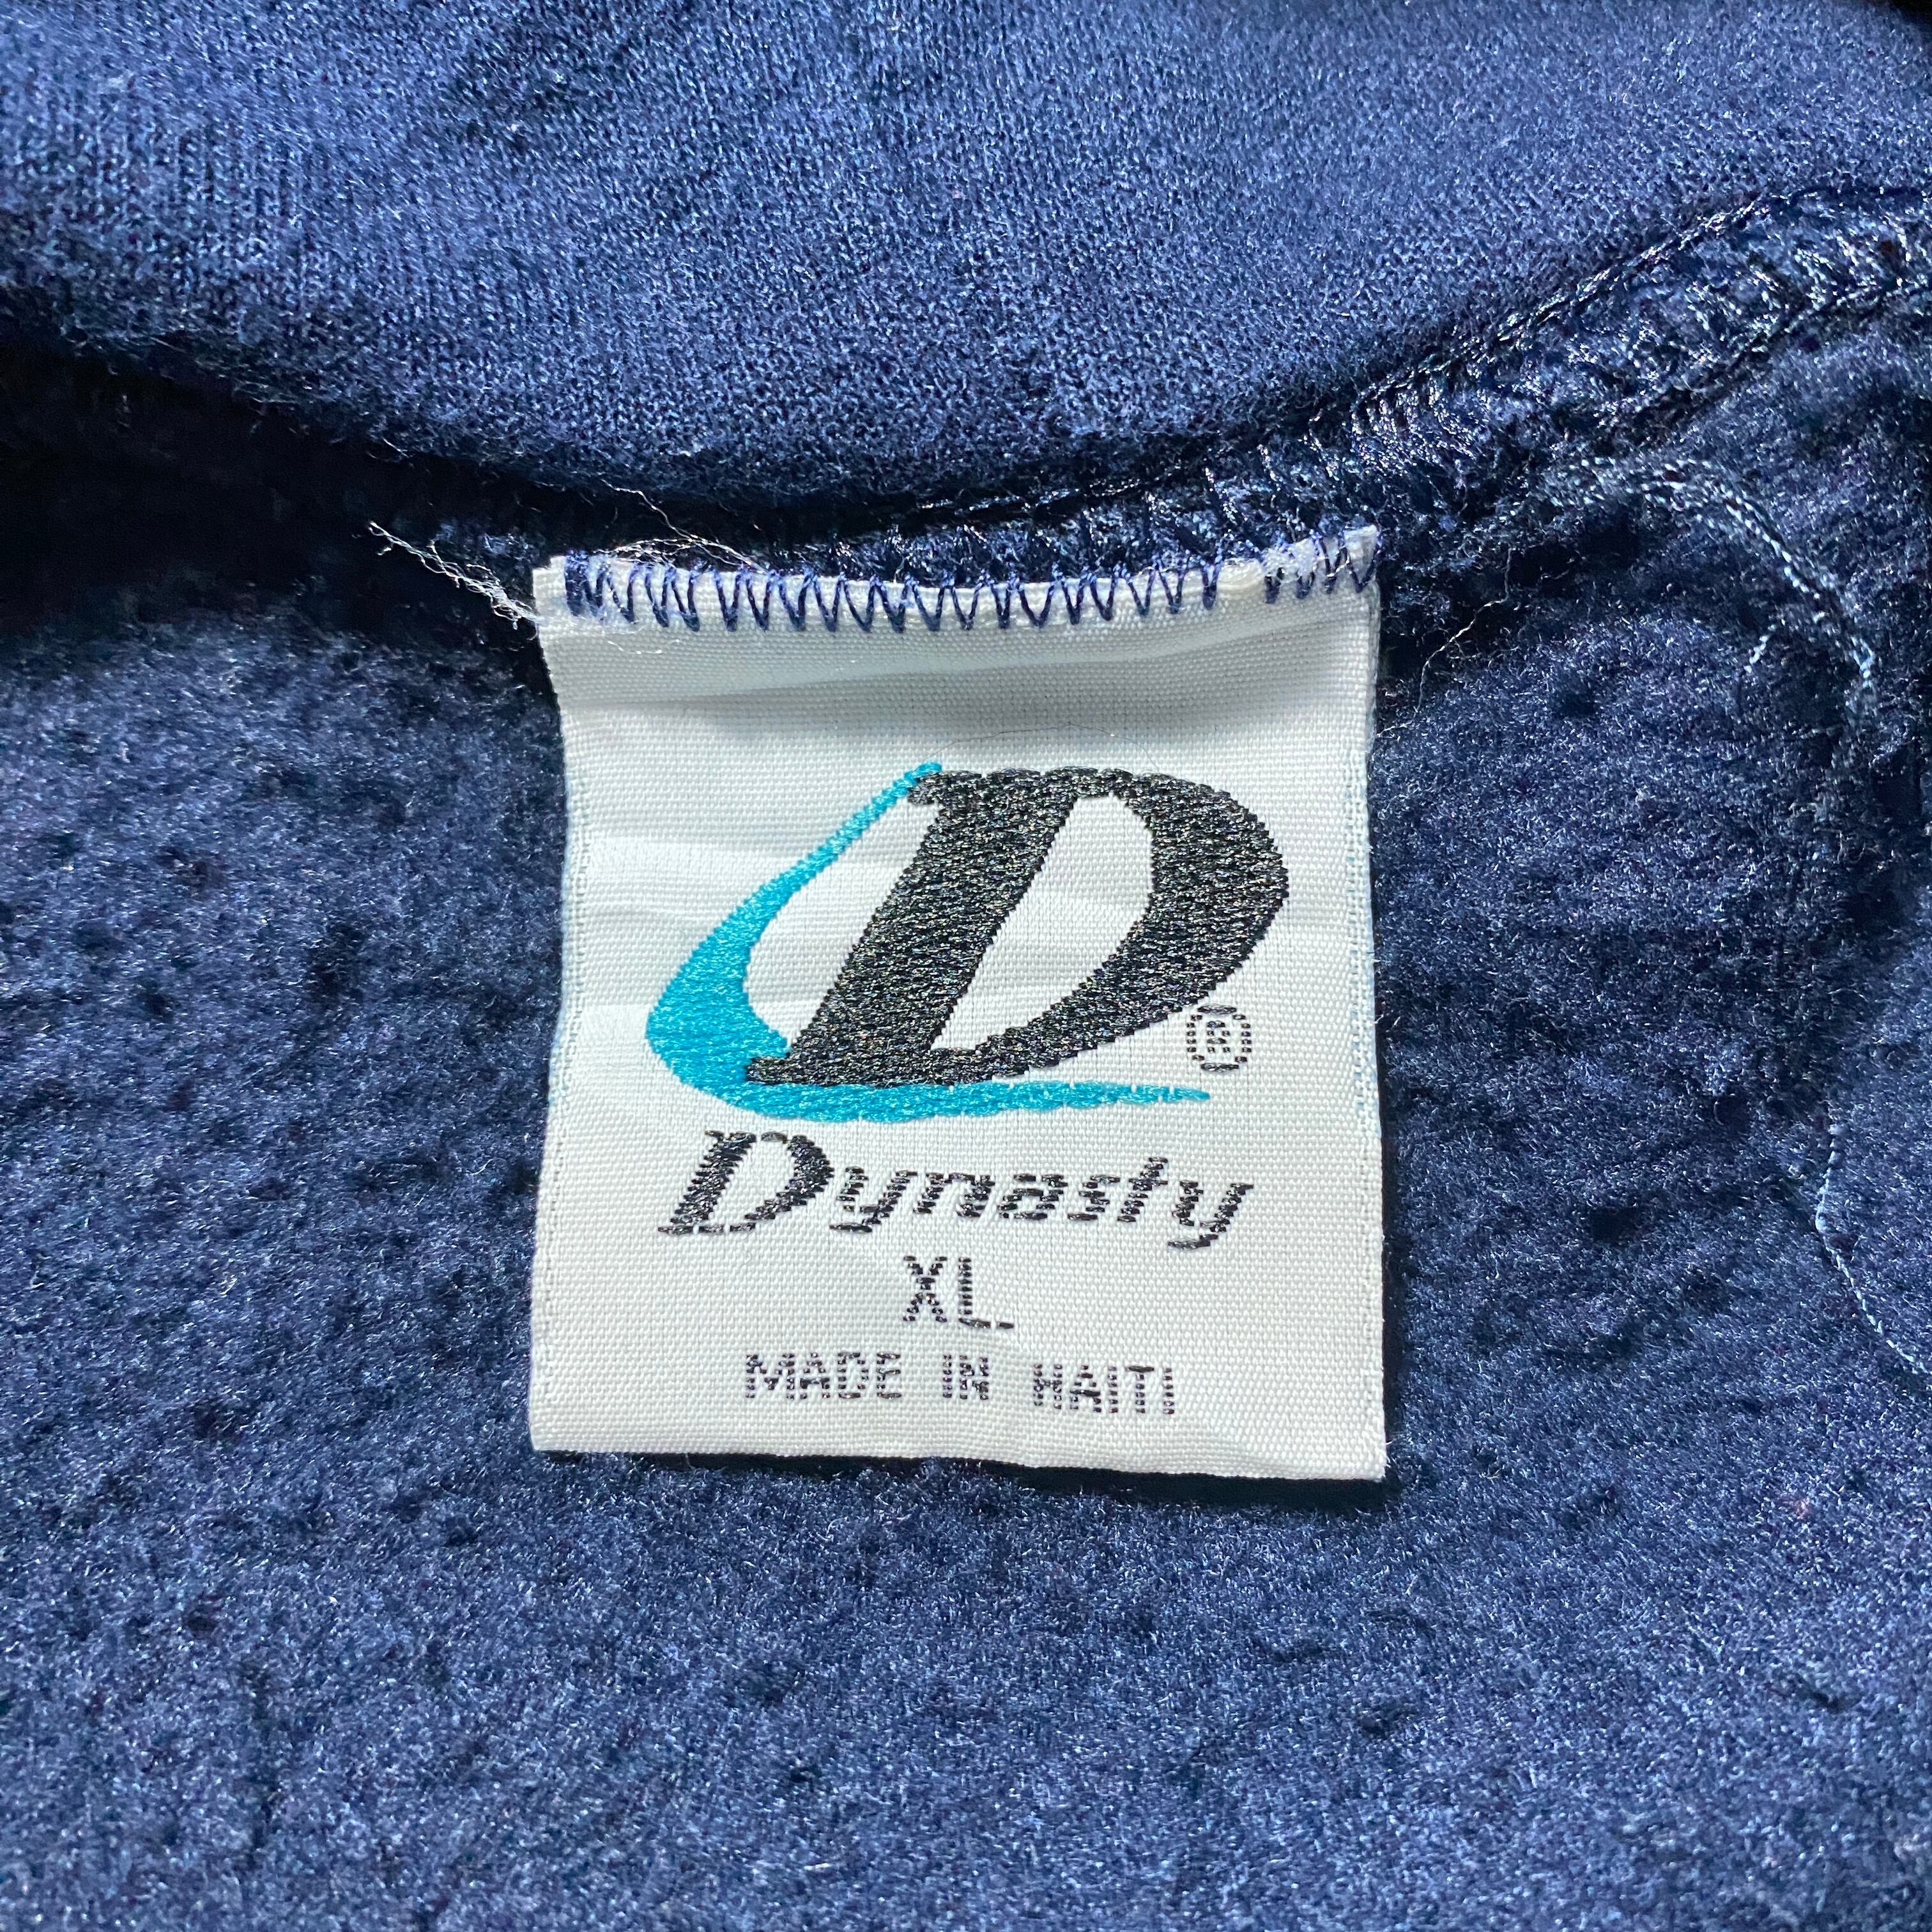 D®
Dynasty
XL
MADE IN HAITI